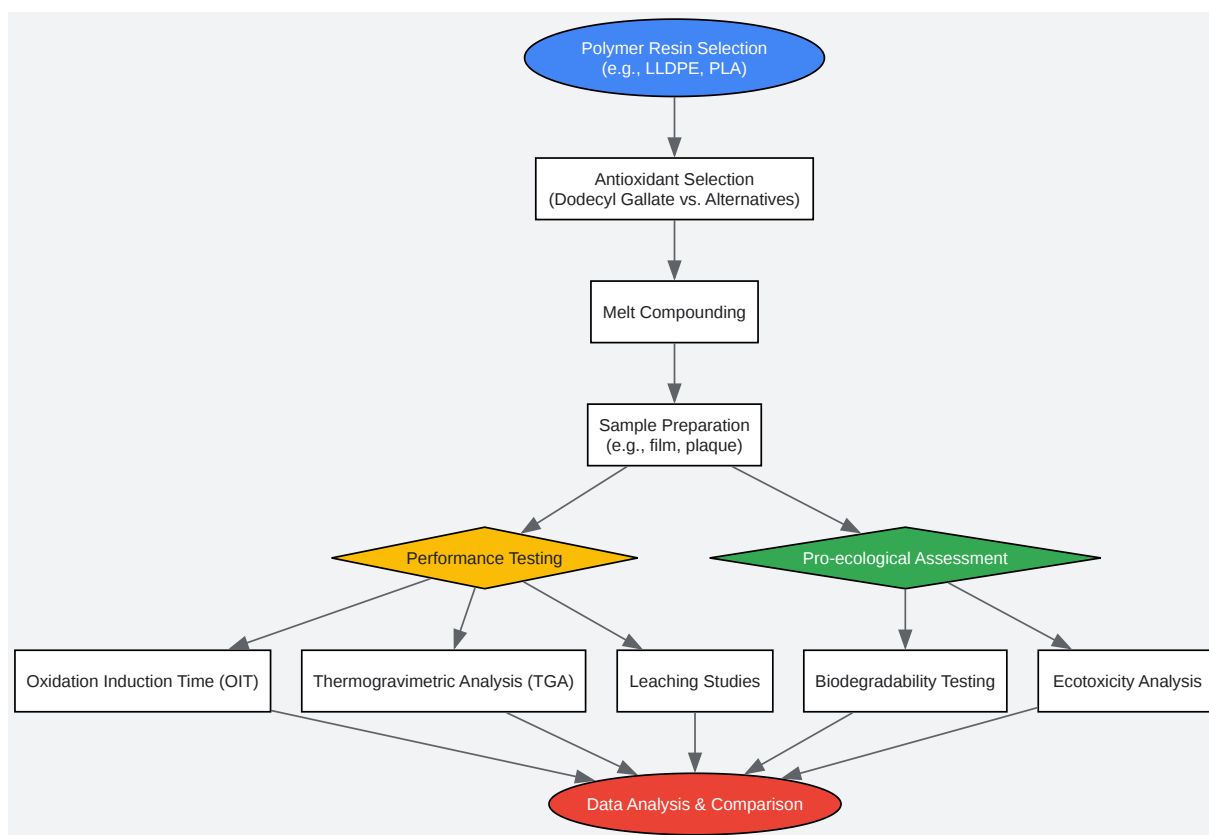 Polymer Resin Selection
(e.g., LLDPE, PLA)
Antioxidant Selection
(Dodecyl Gallate vs. Alternatives)
Melt Compounding
Sample Preparation
(e.g., film, plaque)
Performance Testing
Pro-ecological Assessment
Oxidation Induction Time (OIT)
Thermogravimetric Analysis (TGA)
Leaching Studies
Biodegradability Testing
Ecotoxicity Analysis
Data Analysis & Comparison